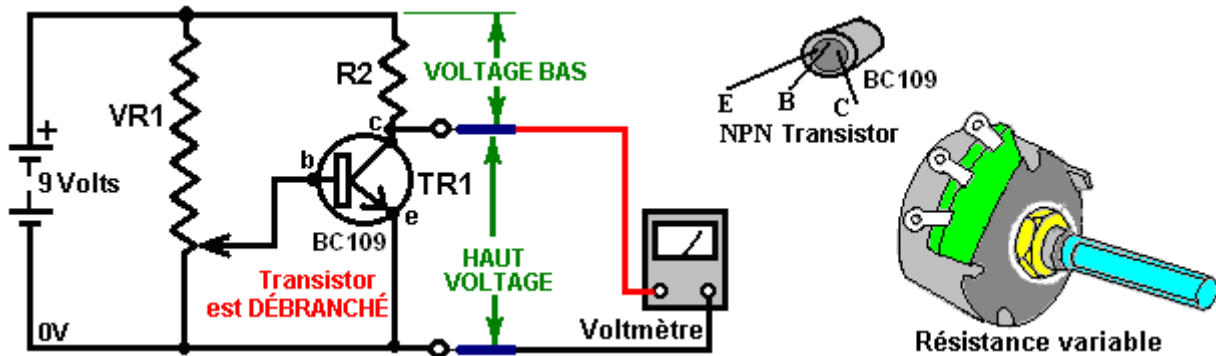 VOLTAGE BAS
R2
VR1
c
b
+
9 Volts
TR1
e
BC109
HAUT
VOLTAGE
Transistor
est DÉBRANCHÉ
0V
Voltmètre
E
B
C
BC109
NPN Transistor
Résistance variable